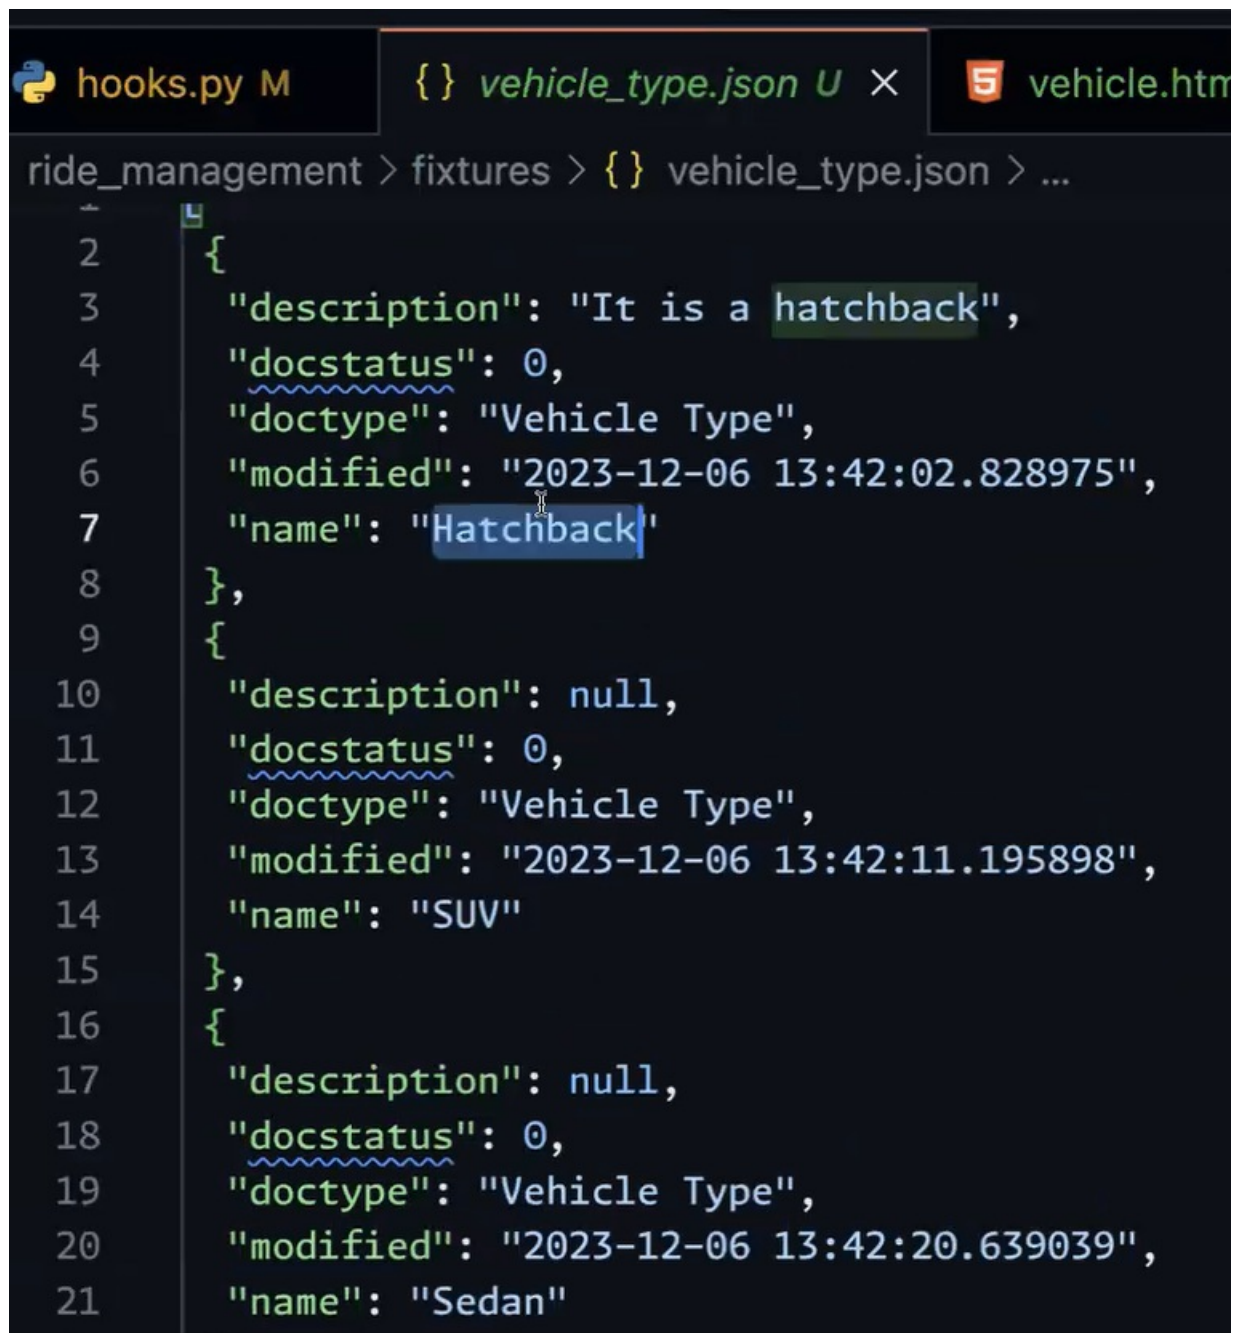 hooks.py M
{} vehicle_type.json U ×
5 vehicle.htm
ride_management > fixtures > {} vehicle_type.json > ...
1 [
2 {
3 "description": "It is a hatchback",
4 "docstatus": 0,
5 "doctype": "Vehicle Type",
6 "modified": "2023-12-06 13:42:02.828975",
7 "name": "Hatchback"
8 },
9 {
10 "description": null,
11 "docstatus": 0,
12 "doctype": "Vehicle Type",
13 "modified": "2023-12-06 13:42:11.195898",
14 "name": "SUV"
15 },
16 {
17 "description": null,
18 "docstatus": 0,
19 "doctype": "Vehicle Type",
20 "modified": "2023-12-06 13:42:20.639039",
21 "name": "Sedan"